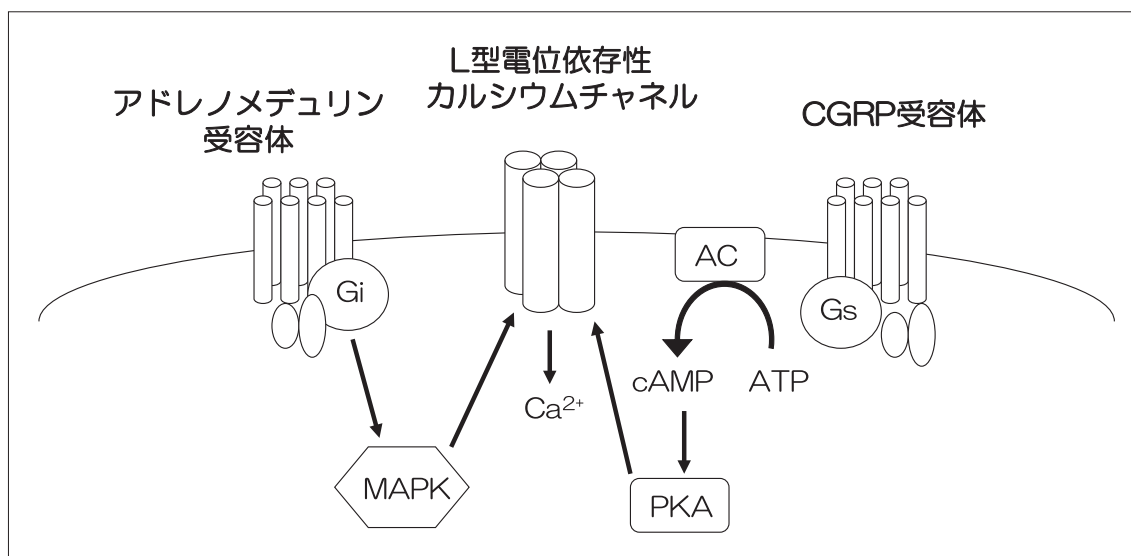 L型電位依存性
カルシウムチャネル
アドレノメデュリン
受容体
CGRP受容体
AC
Gi
Gs
cAMP
ATP
Ca²⁺
MAPK
PKA